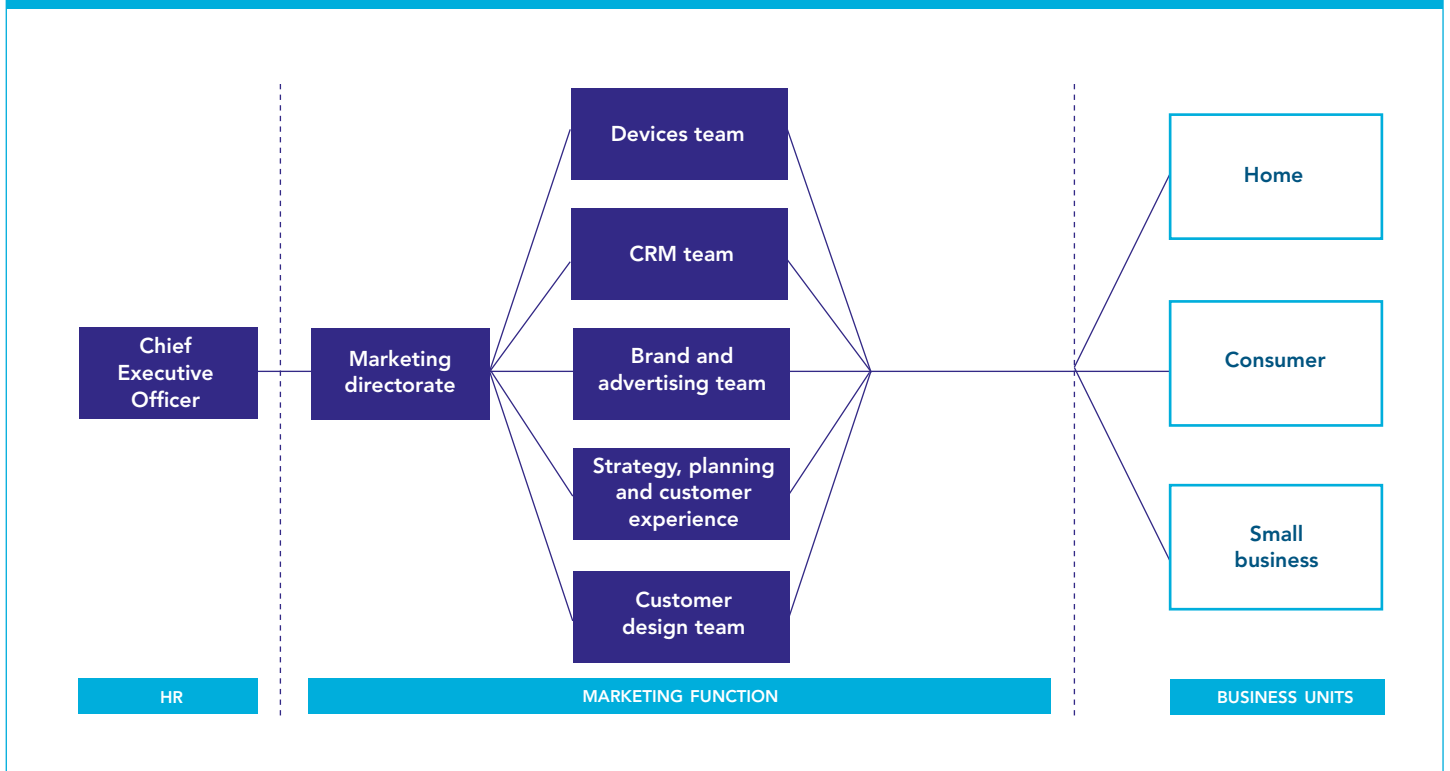 Devices team
CRM team
Chief
Executive
Officer
Marketing
directorate
Brand and
advertising team
Strategy, planning
and customer
experience
Customer
design team
Home
Consumer
Small
business
HR
MARKETING FUNCTION
BUSINESS UNITS